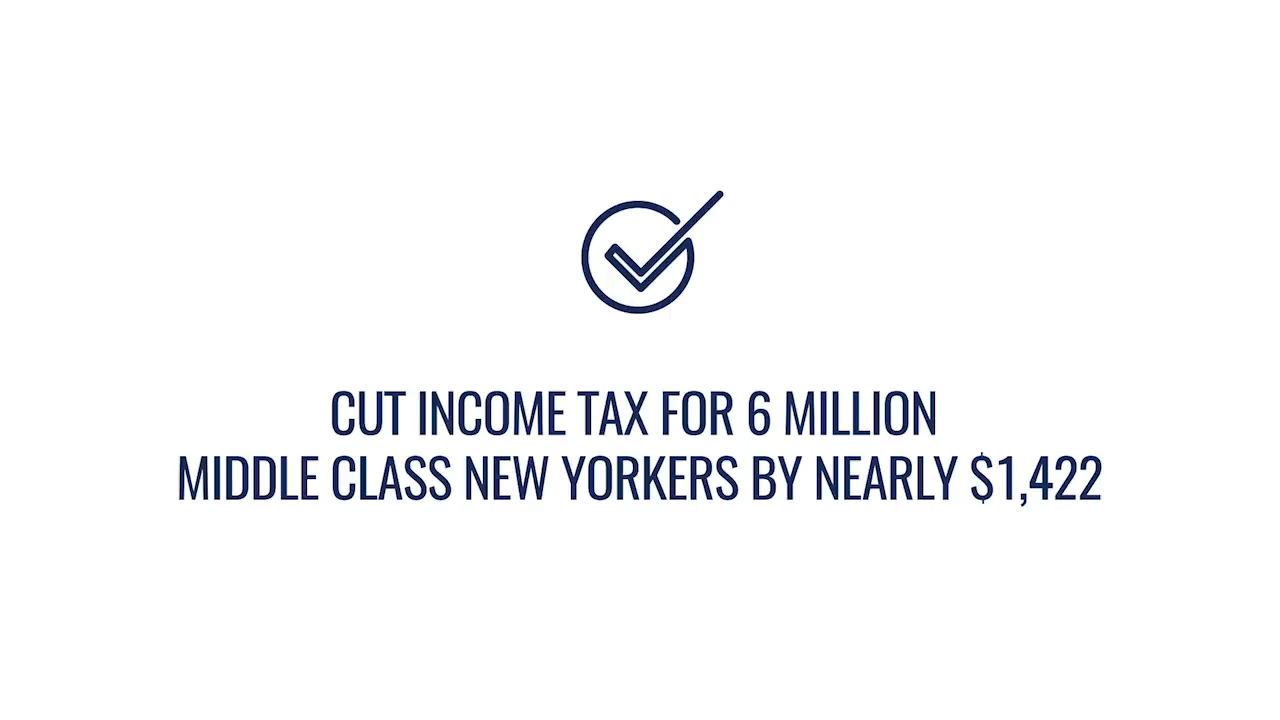 CUT INCOME TAX FOR 6 MILLION
MIDDLE CLASS NEW YORKERS BY NEARLY $1,422